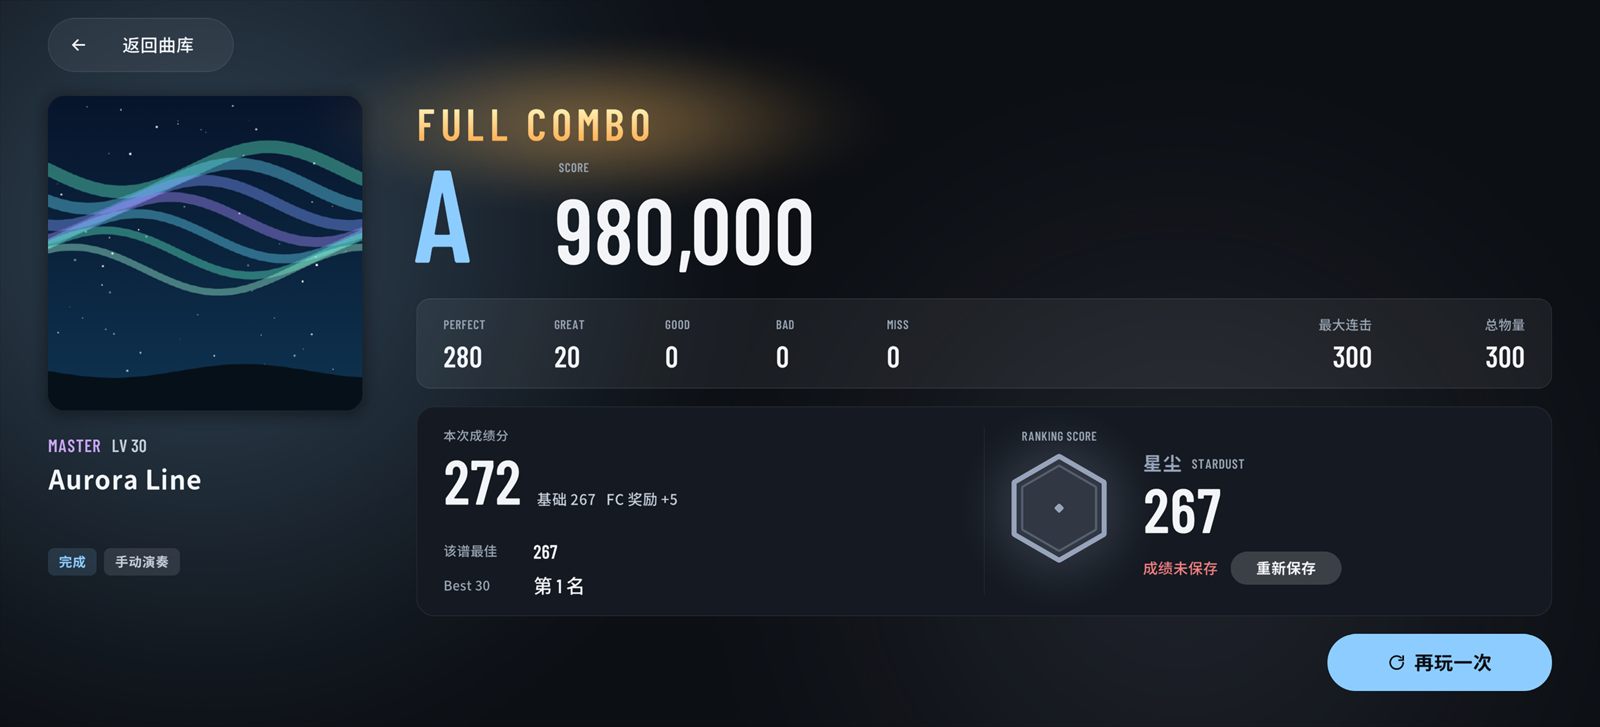 返回曲库
FULL COMBO
A
SCORE
980,000
PERFECT
280
GREAT
20
GOOD
0
BAD
0
MISS
0
最大连击
300
总物量
300
MASTER LV 30
Aurora Line
完成 手动演奏
本次成绩分
272 基础 267 FC 奖励 +5
该谱最佳 267
Best 30 第 1 名
RANKING SCORE
星尘 STARDUST
267
成绩未保存 重新保存
再玩一次